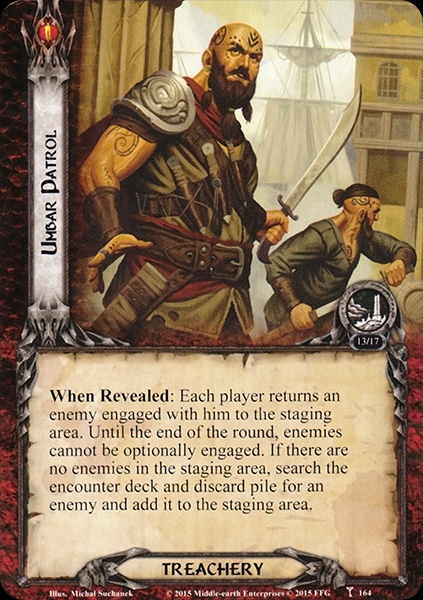 UMBAR PATROL
13/17
When Revealed: Each player returns an
enemy engaged with him to the staging
area. Until the end of the round, enemies
cannot be optionally engaged. If there are
no enemies in the staging area, search the
encounter deck and discard pile for an
enemy and add it to the staging area.
TREACHERY
Illus. Michal Suchanek © 2015 Middle-earth Enterprises © 2015 FFG 164